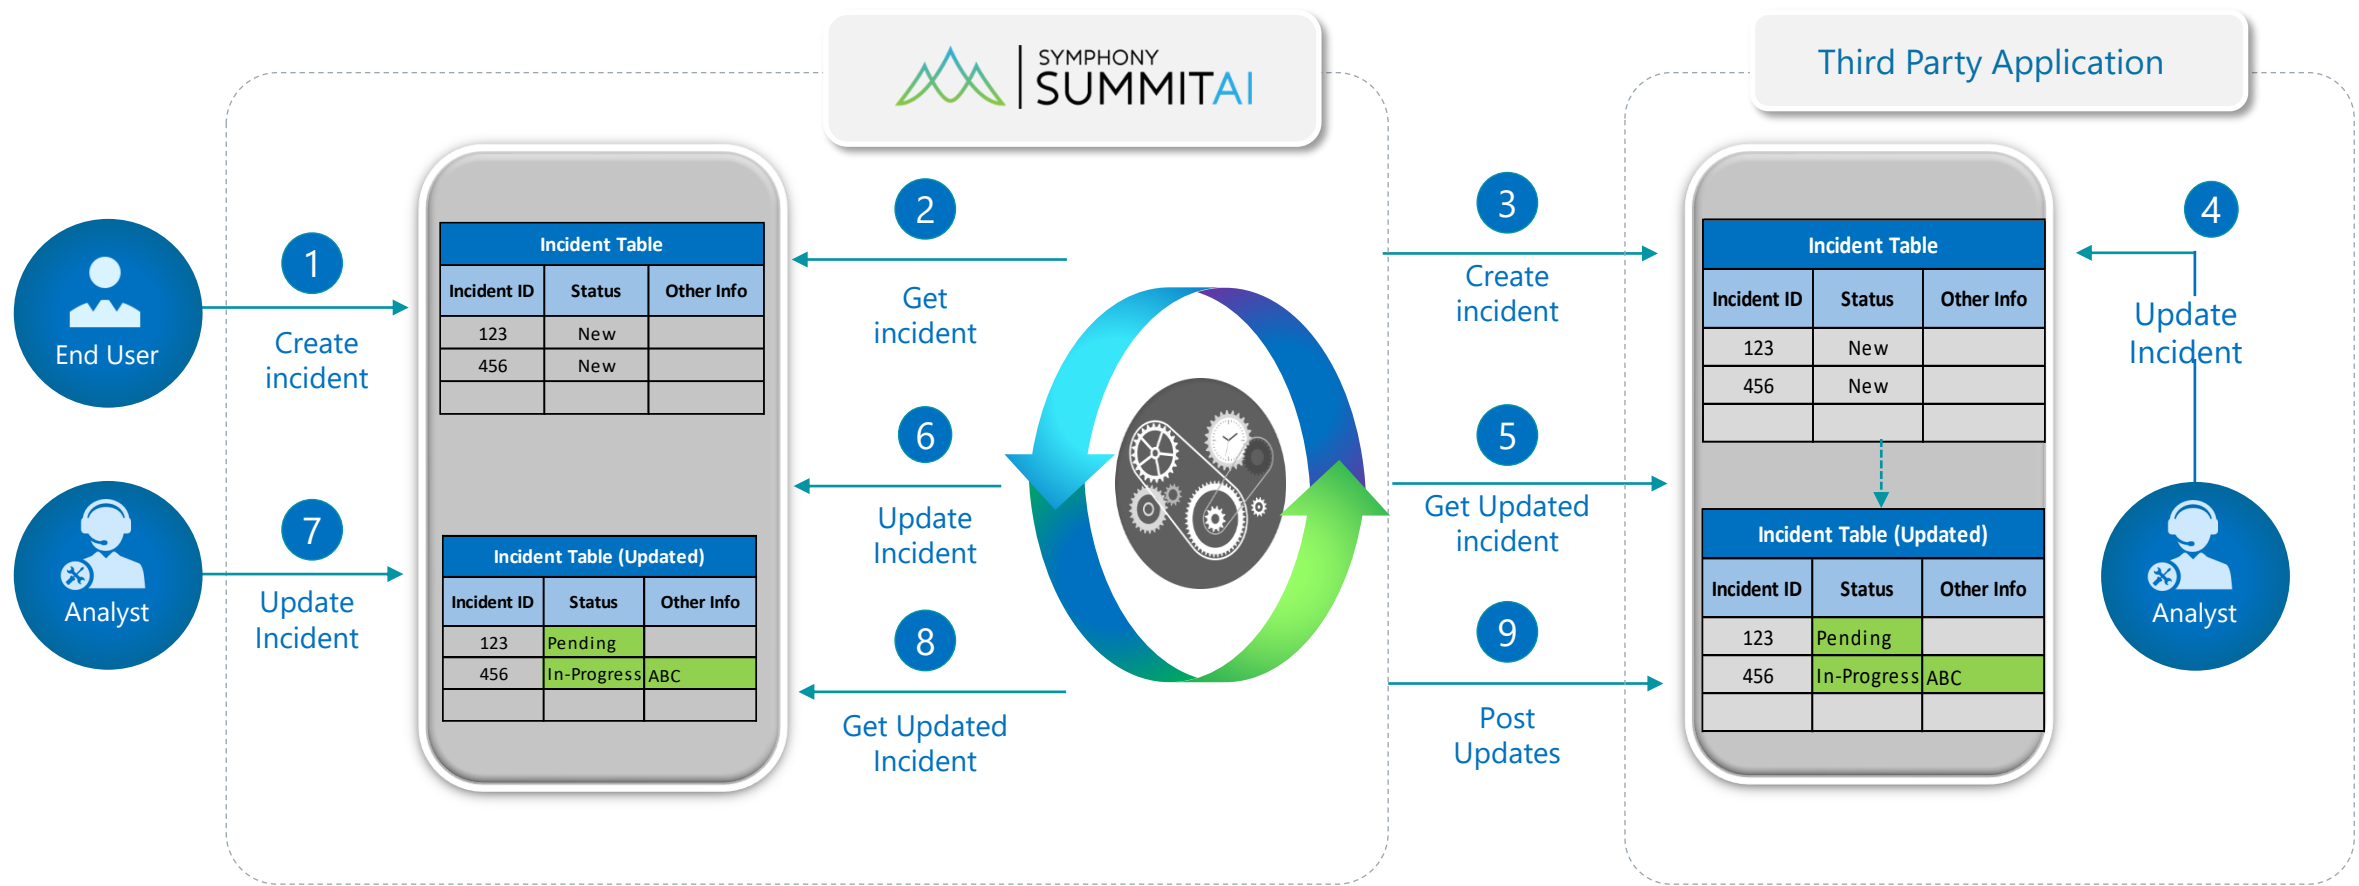 SYMPHONY
SUMMITAI
Third Party Application
1
Create
incident
End User
7
Update
Incident
Analyst
Incident Table
Incident ID Status Other Info
123 New
456 New
Incident Table (Updated)
Incident ID Status Other Info
123 Pending
456 In-Progress ABC
2
Get
incident
6
Update
Incident
8
Get Updated
Incident
3
Create
incident
5
Get Updated
incident
9
Post
Updates
Incident Table
Incident ID Status Other Info
123 New
456 New
Incident Table (Updated)
Incident ID Status Other Info
123 Pending
456 In-Progress ABC
4
Update
Incident
Analyst